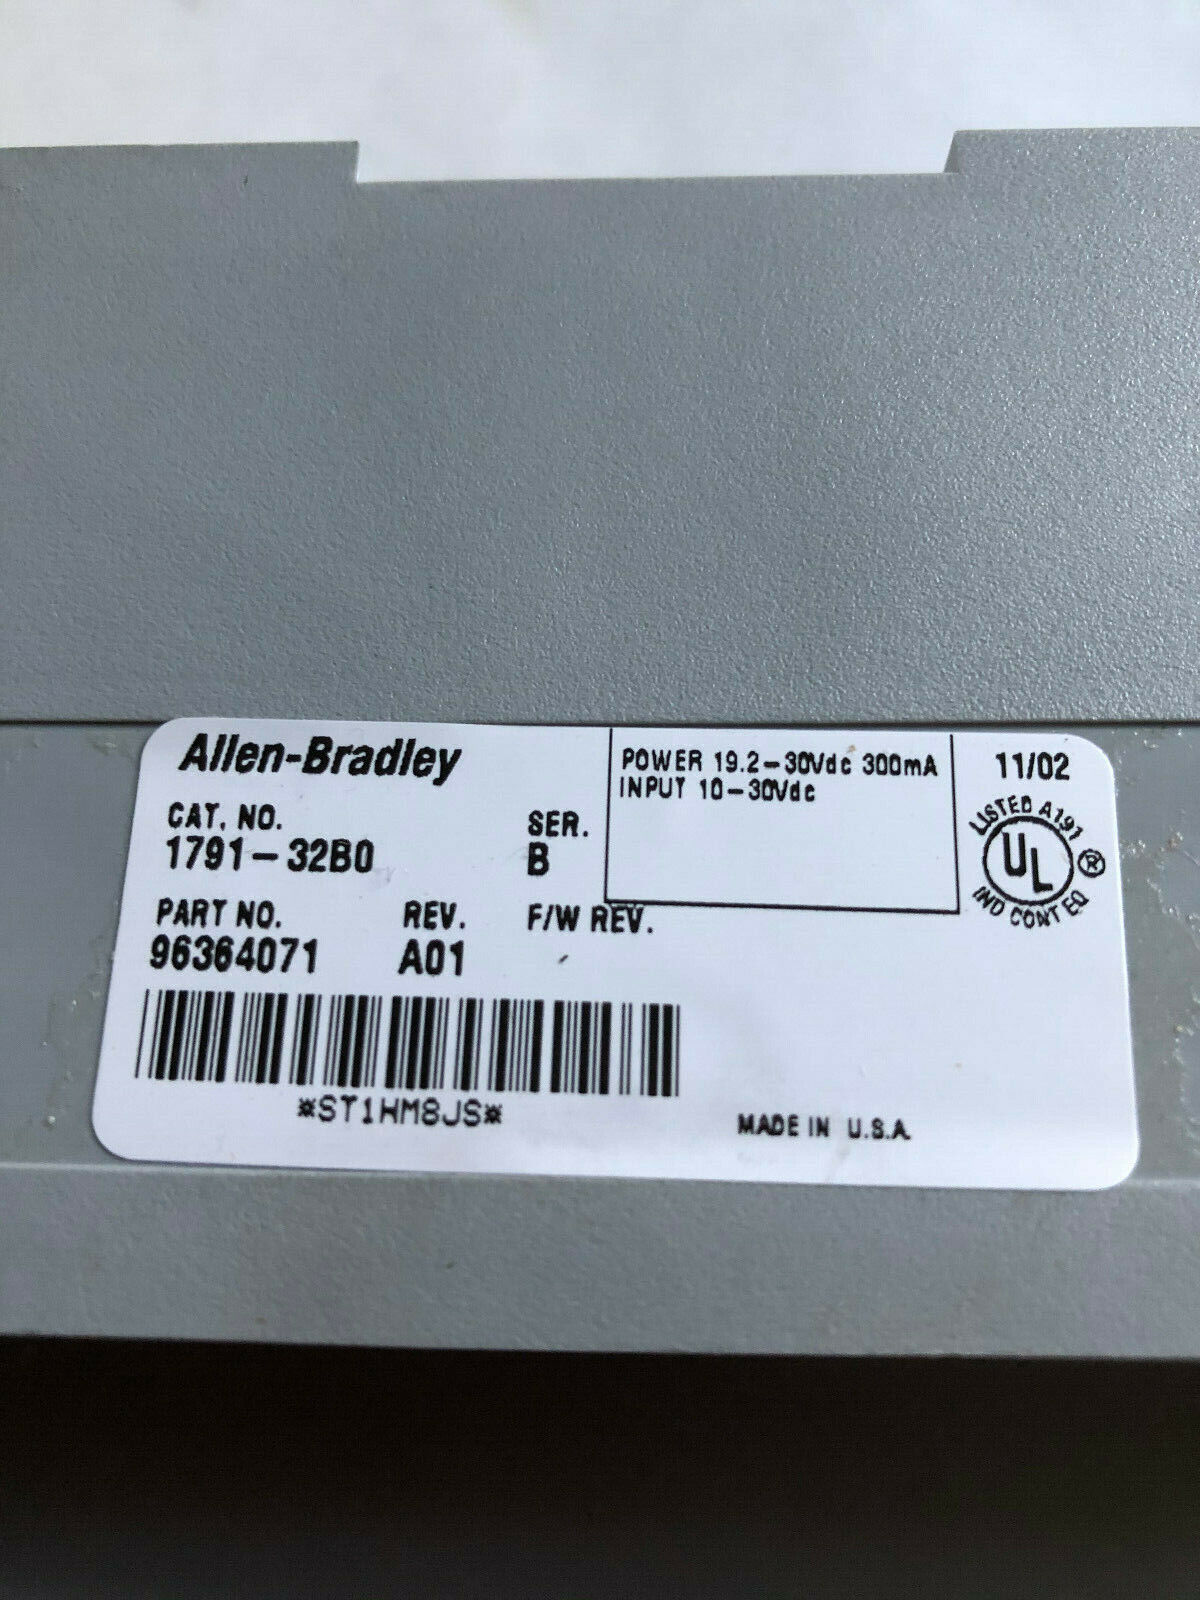 Allen-Bradley
CAT. NO.
1791-32B0
SER.
B
PART NO.
96364071
REV.
A01
F/W REV.
POWER 19.2-30Vdc 300mA
INPUT 10-30Vdc
11/02
LISTED A191
UL ®
IND CONT EQ
*ST1HM8JS*
MADE IN U.S.A.